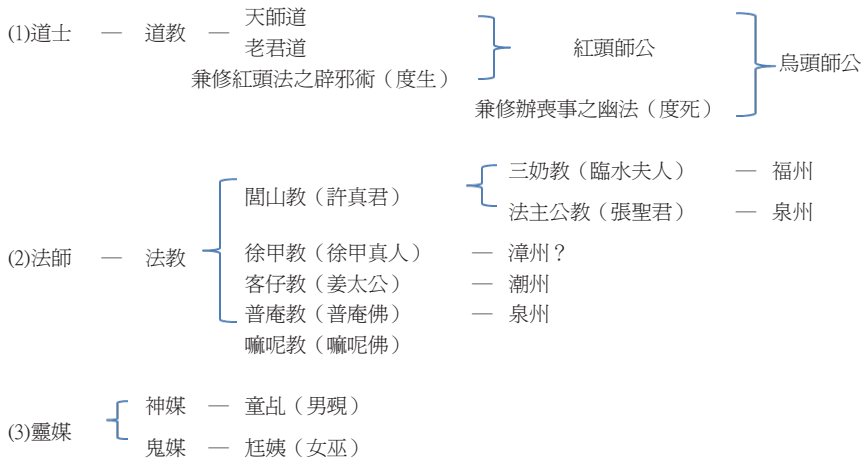 天師道
(1)道士 — 道教 —
老君道
紅頭師公
烏頭師公
兼修紅頭法之辟邪術（度生）
兼修辦喪事之幽法（度死）
三奶教（臨水夫人） — 福州
閭山教（許真君）
法主公教（張聖君） — 泉州
徐甲教（徐甲真人） — 漳州？
(2)法師 — 法教
客仔教（姜太公） — 潮州
普庵教（普庵佛） — 泉州
嘛呢教（嘛呢佛）
神媒 — 童乩（男覡）
(3)靈媒
鬼媒 — 尪姨（女巫）